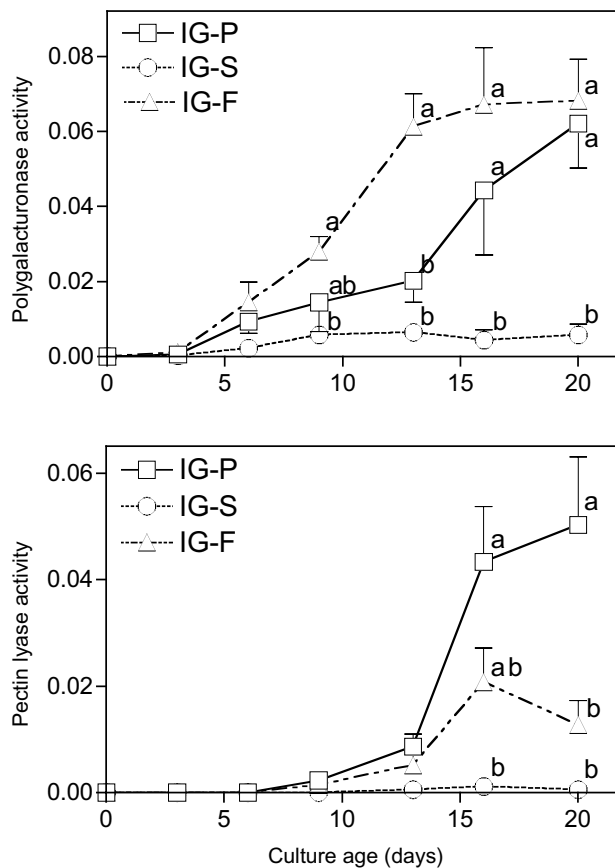 Polygalacturonase activity
0.08
0.06
0.04
0.02
0.00
IG-P
IG-S
IG-F
a
a
a
a
a
a
ab
b
b
b
b
b
0
5
10
15
20
Pectin lyase activity
0.06
0.04
0.02
0.00
IG-P
IG-S
IG-F
a
a
ab
b
b
b
0
5
10
15
20
Culture age (days)